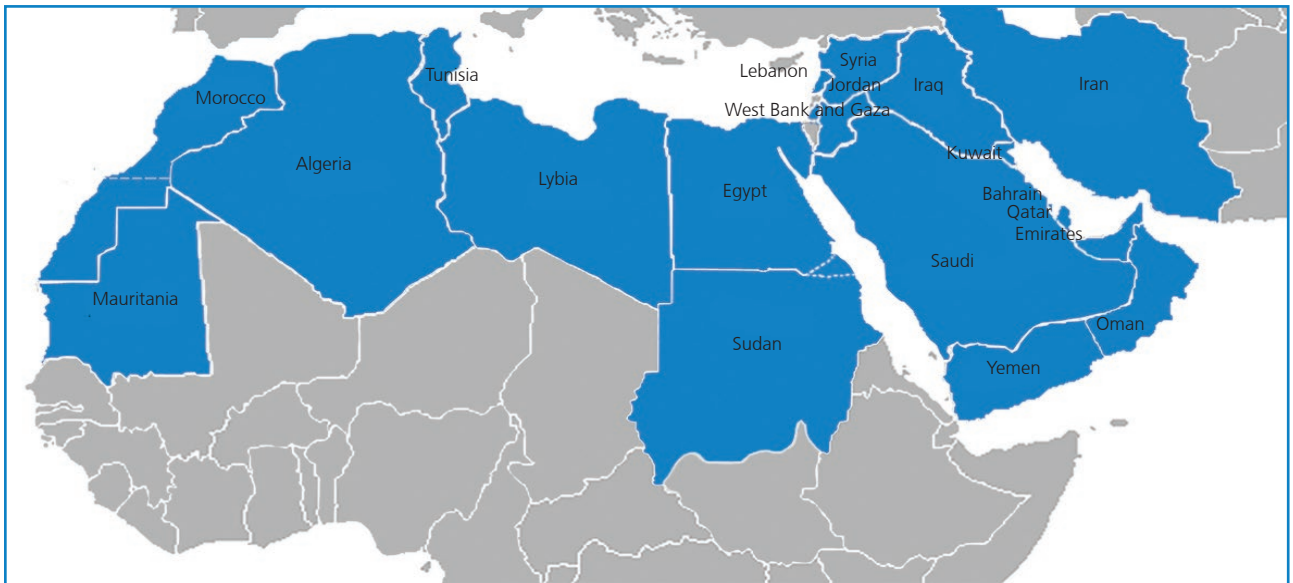 Syria
Lebanon
Tunisia
Jordan
Iraq
Iran
Morocco
West Bank and Gaza
Kuwait
Algeria
Lybia
Egypt
Bahrain
Qatar
Emirates
Saudi
Mauritania
Oman
Sudan
Yemen